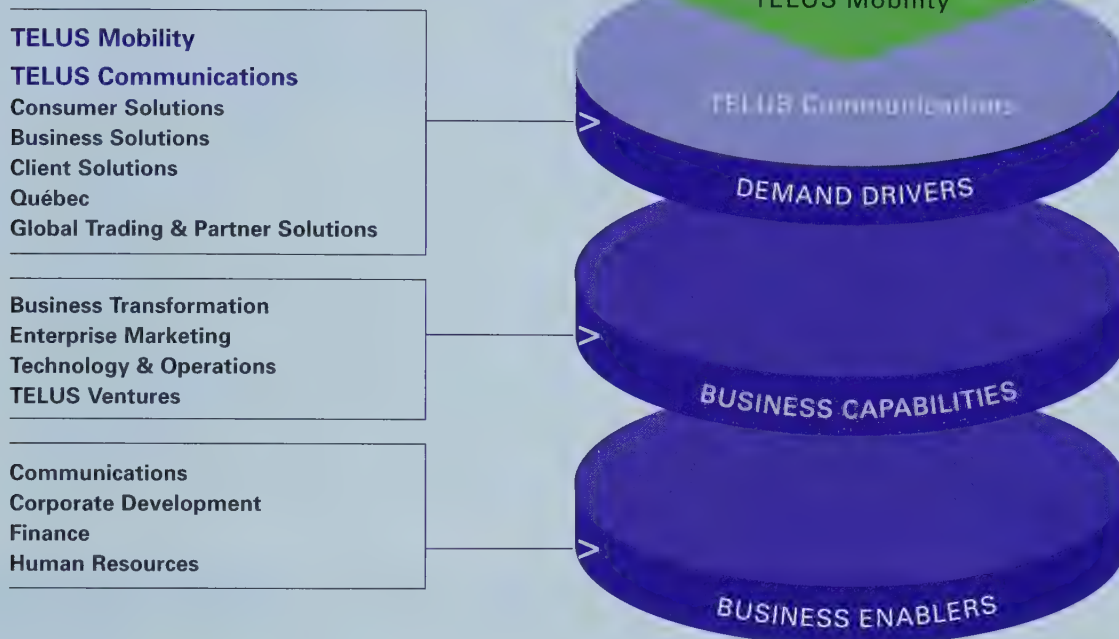 TELUS Mobility
TELUS Communications
Consumer Solutions
Business Solutions
Client Solutions
Québec
Global Trading & Partner Solutions
Business Transformation
Enterprise Marketing
Technology & Operations
TELUS Ventures
Communications
Corporate Development
Finance
Human Resources
TELUS Mobility
TELUS Communications
> DEMAND DRIVERS
> BUSINESS CAPABILITIES
> BUSINESS ENABLERS